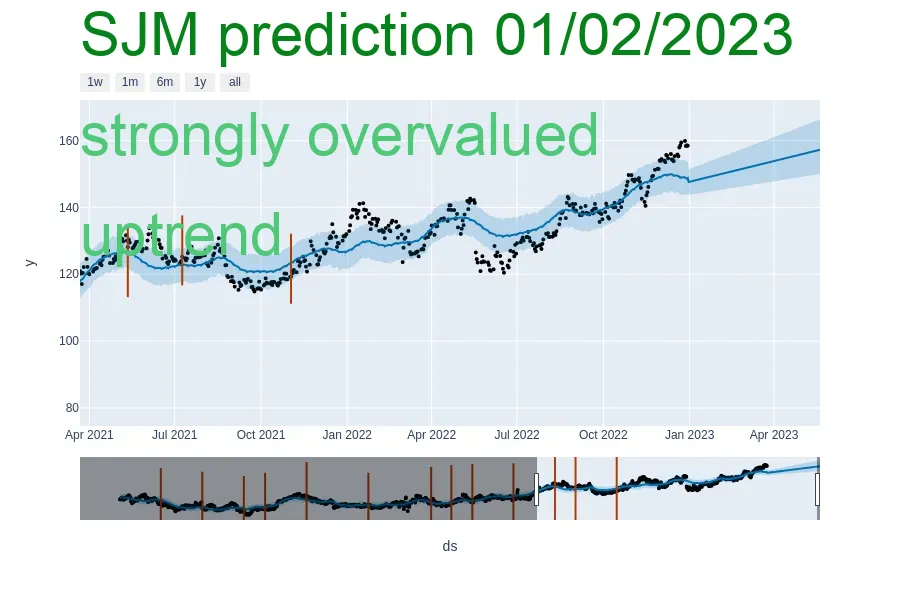 SJM prediction 01/02/2023
1w 1m 6m 1y all
strongly overvalued
uptrend
160
140
120
100
80
y
Apr 2021 Jul 2021 Oct 2021 Jan 2022 Apr 2022 Jul 2022 Oct 2022 Jan 2023 Apr 2023
ds